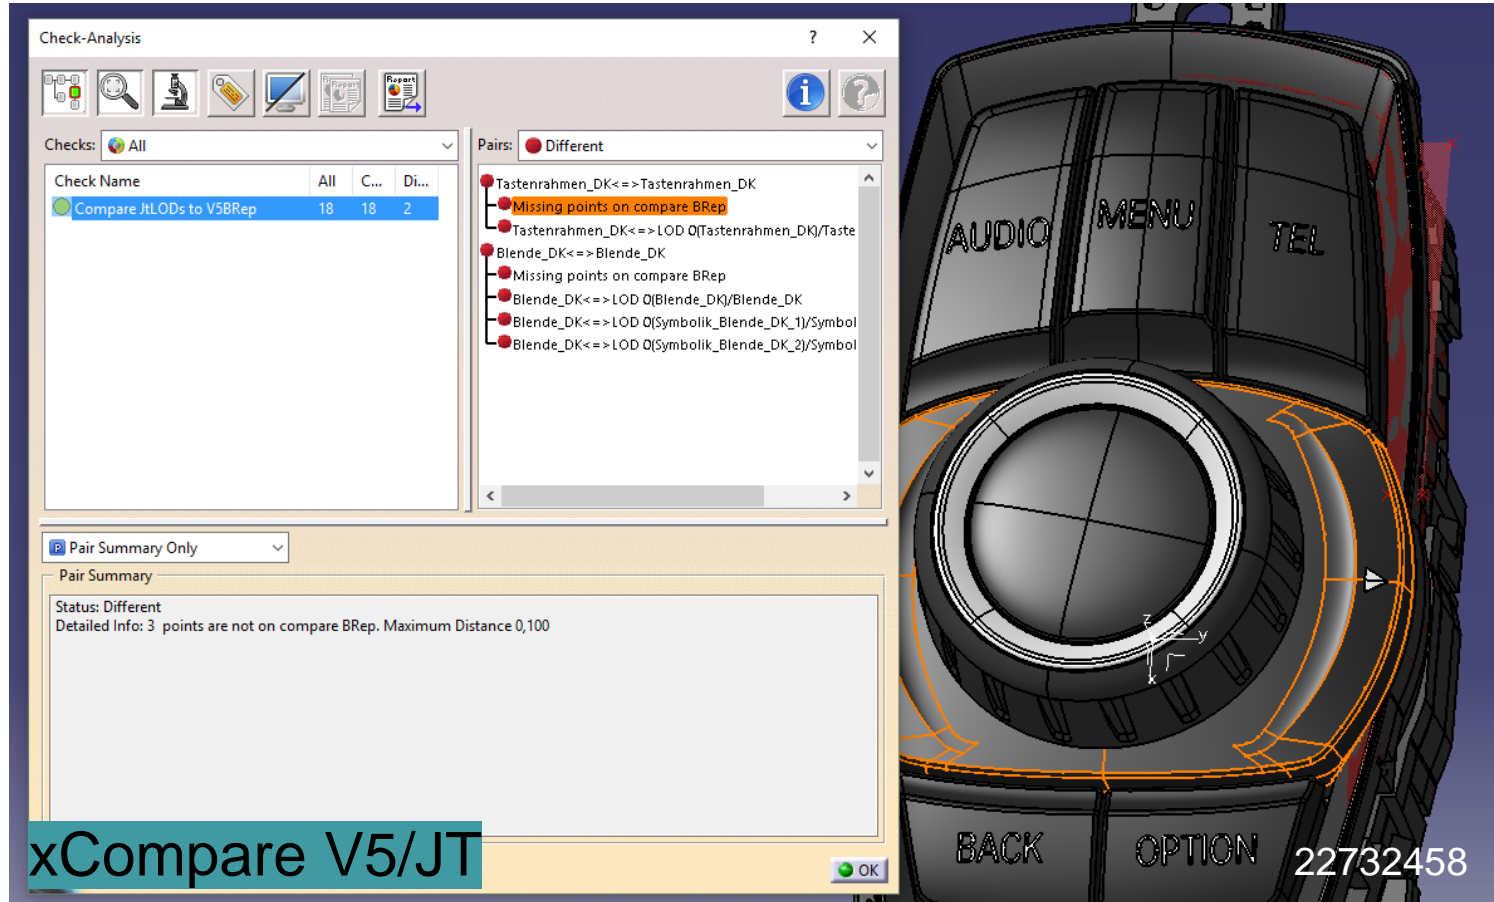 Check-Analysis
?
Report
Report
Checks: All
Pairs: Different
Check Name All C... Di...
Compare JtLODs to V5BRep 18 18 2
Tastenrahmen_DK<=>Tastenrahmen_DK
Missing points on compare BRep
Tastenrahmen_DK<=>LOD 0(Tastenrahmen_DK)/Taste
Blende_DK<=>Blende_DK
Missing points on compare BRep
Blende_DK<=>LOD 0(Blende_DK)/Blende_DK
Blende_DK<=>LOD 0(Symbolik_Blende_DK_1)/Symbol
Blende_DK<=>LOD 0(Symbolik_Blende_DK_2)/Symbol
P Pair Summary Only
Pair Summary
Status: Different
Detailed Info: 3 points are not on compare BRep. Maximum Distance 0,100
xCompare V5/JT
OK
AUDIO
MENU
TEL
z
y
x
BACK
OPTION
22732458